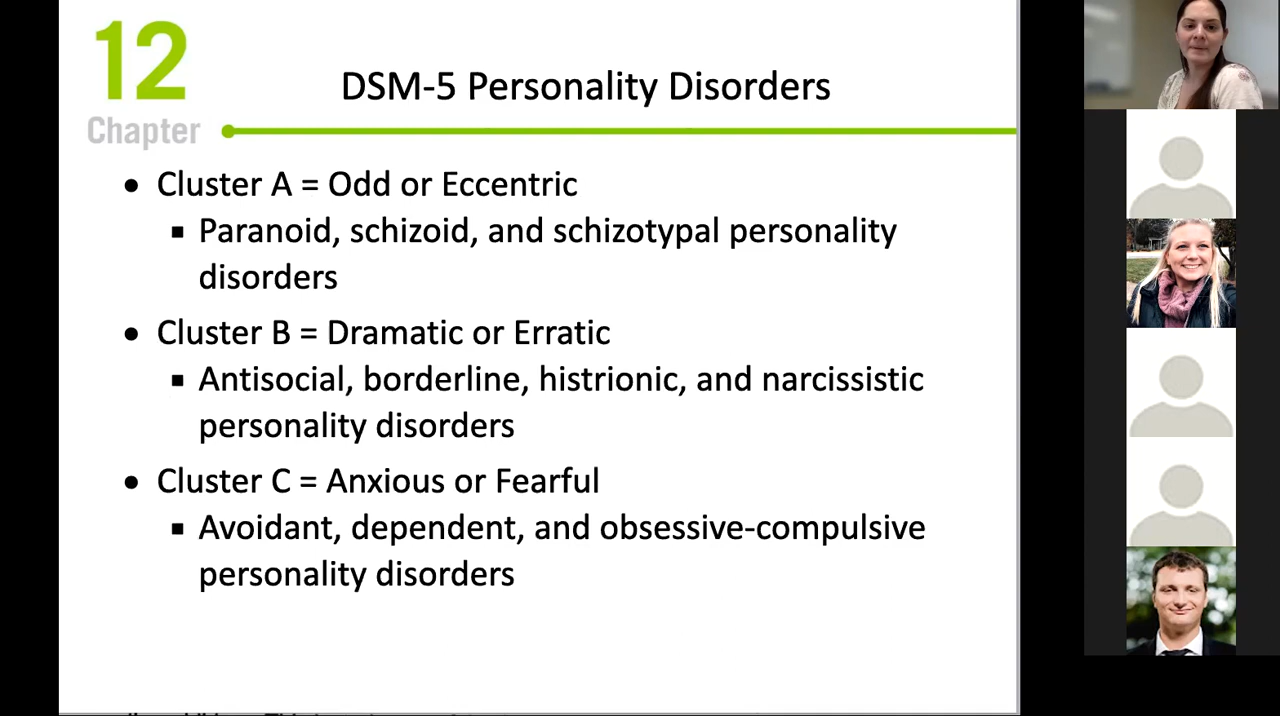 12
Chapter
DSM-5 Personality Disorders
• Cluster A = Odd or Eccentric
▪ Paranoid, schizoid, and schizotypal personality
disorders
• Cluster B = Dramatic or Erratic
▪ Antisocial, borderline, histrionic, and narcissistic
personality disorders
• Cluster C = Anxious or Fearful
▪ Avoidant, dependent, and obsessive-compulsive
personality disorders